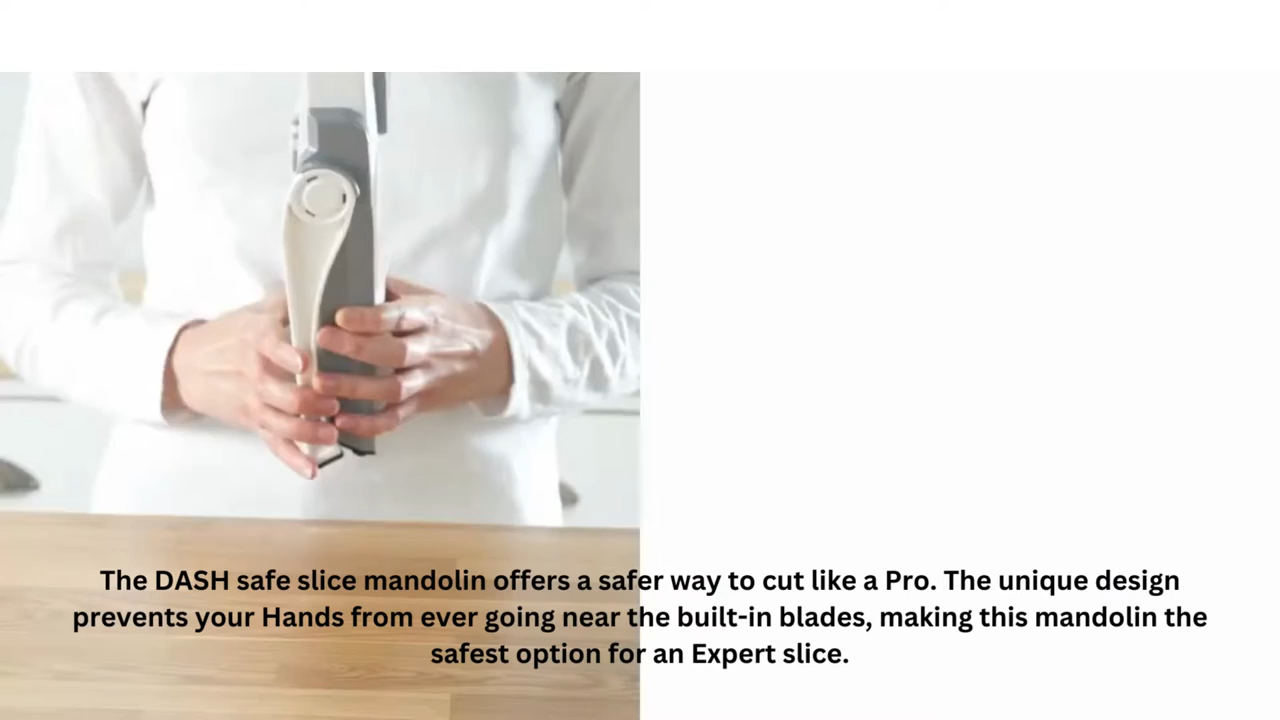 The DASH safe slice mandolin offers a safer way to cut like a Pro. The unique design
prevents your Hands from ever going near the built-in blades, making this mandolin the
safest option for an Expert slice.